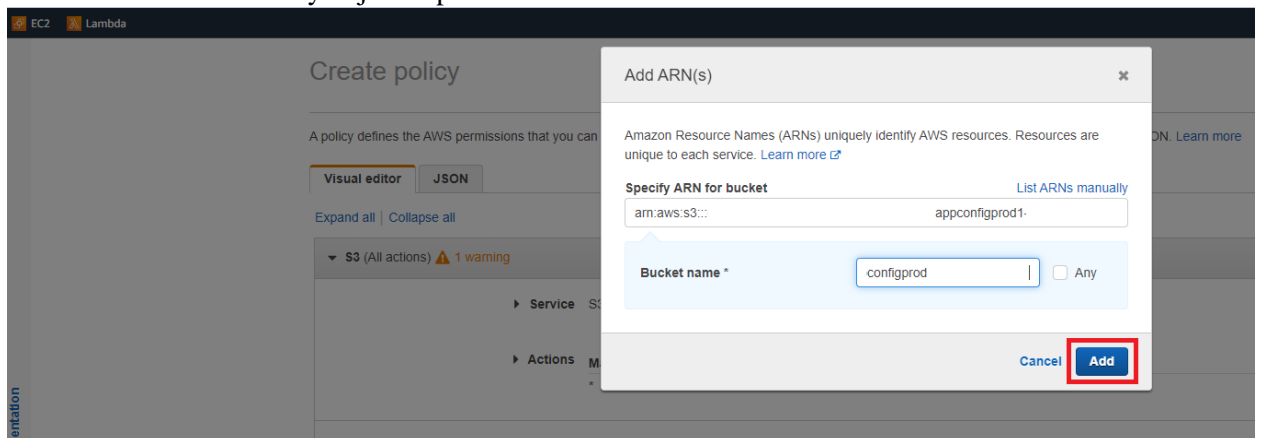 EC2 Lambda
Create policy
Add ARN(s)
A policy defines the AWS permissions that you can
ON. Learn more
Amazon Resource Names (ARNs) uniquely identify AWS resources. Resources are
unique to each service. Learn more
Visual editor JSON
Specify ARN for bucket List ARNs manually
arn:aws:s3::: appconfigprod1-
Expand all | Collapse all
S3 (All actions) 1 warning
Bucket name * configprod Any
Service S3
Actions M
*
Cancel Add
entation